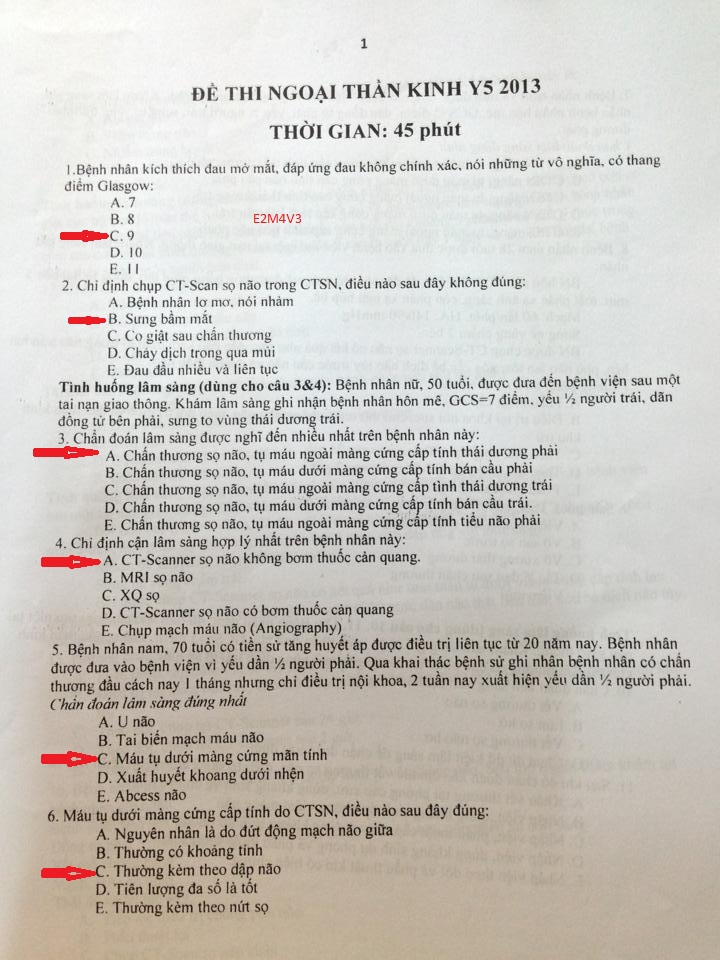 1
ĐỀ THI NGOẠI THẦN KINH Y5 2013
THỜI GIAN: 45 phút
1.Bệnh nhân kích thích đau mở mắt, đáp ứng đau không chính xác, nói những từ vô nghĩa, có thang
điểm Glasgow:
A. 7
B. 8
E2M4V3
C. 9
D. 10
E. 11
2. Chỉ định chụp CT-Scan sọ não trong CTSN, điều nào sau đây không đúng:
A. Bệnh nhân lơ mơ, nói nhảm
B. Sưng bầm mắt
C. Co giật sau chấn thương
D. Chảy dịch trong qua mũi
E. Đau đầu nhiều và liên tục
Tình huống lâm sàng (dùng cho câu 3&4): Bệnh nhân nữ, 50 tuổi, được đưa đến bệnh viện sau một
tai nạn giao thông. Khám lâm sàng ghi nhận bệnh nhân hôn mê, GCS=7 điểm, yếu ½ người trái, dãn
đồng tử bên phải, sưng to vùng thái dương trái.
3. Chẩn đoán lâm sàng được nghĩ đến nhiều nhất trên bệnh nhân này:
A. Chấn thương sọ não, tụ máu ngoài màng cứng cấp tính thái dương phải
B. Chấn thương sọ não, tụ máu dưới màng cứng cấp tính bán cầu phải
C. Chấn thương sọ não, tụ máu ngoài màng cứng cấp tình thái dương trái
D. Chấn thương sọ não, tụ máu dưới màng cứng cấp tính bán cầu trái.
E. Chấn thương sọ não, tụ máu ngoài màng cứng cấp tính tiểu não phải
4. Chỉ định cận lâm sàng hợp lý nhất trên bệnh nhân này:
A. CT-Scanner sọ não không bơm thuốc cản quang.
B. MRI sọ não
C. XQ sọ
D. CT-Scanner sọ não có bơm thuốc cản quang
E. Chụp mạch máu não (Angiography)
5. Bệnh nhân nam, 70 tuổi có tiền sử tăng huyết áp được điều trị liên tục từ 20 năm nay. Bệnh nhân
được đưa vào bệnh viện vì yếu dần ½ người phải. Qua khai thác bệnh sử ghi nhân bệnh nhân có chấn
thương đầu cách nay 1 tháng nhưng chỉ điều trị nội khoa, 2 tuần nay xuất hiện yếu dần ½ người phải.
Chẩn đoán lâm sàng đúng nhất
A. U não
B. Tai biến mạch máu não
C. Máu tụ dưới màng cứng mãn tính
D. Xuất huyết khoang dưới nhện
E. Abcess não
6. Máu tụ dưới màng cứng cấp tính do CTSN, điều nào sau đây đúng:
A. Nguyên nhân là do đứt động mạch não giữa
B. Thường có khoảng tỉnh
C. Thường kèm theo dập não
D. Tiên lượng đa số là tốt
E. Thường kèm theo nứt sọ